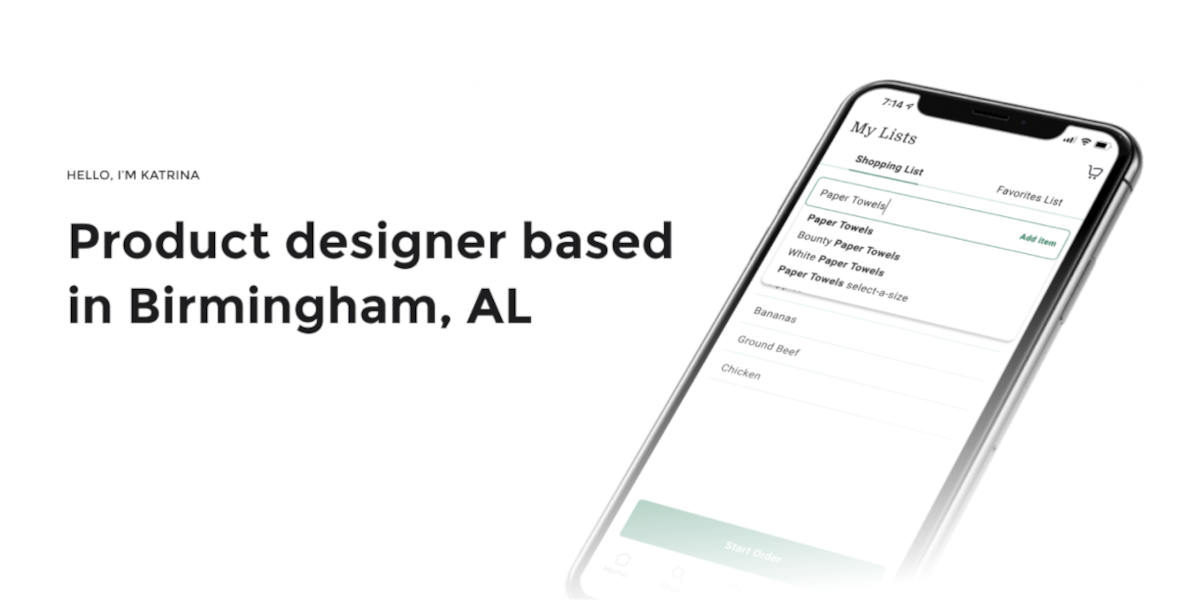 HELLO, I'M KATRINA
Product designer based
in Birmingham, AL
7:14
My Lists
Shopping List
Favorites List
Paper Towels
Add item
Paper Towels
Bounty Paper Towels
White Paper Towels
Paper Towels select-a-size
Bananas
Ground Beef
Chicken
Start Order
Home